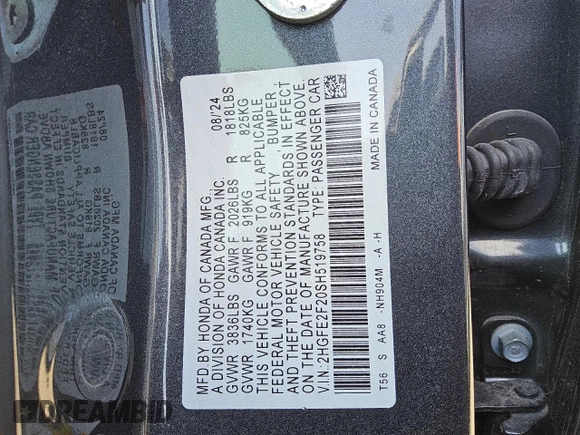 MFD. BY HONDA OF CANADA MFG. 08/'24
A DIVISION OF HONDA CANADA INC.
GVWR 3836LBS GAWR F 2026LBS R 1818LBS
GVWR 1740KG GAWR F 919KG R 825KG
THIS VEHICLE CONFORMS TO ALL APPLICABLE
FEDERAL MOTOR VEHICLE SAFETY BUMPER,
AND THEFT PREVENTION STANDARDS IN EFFECT
ON THE DATE OF MANUFACTURE SHOWN ABOVE.
V.I.N.: 2HGFE2F20SH519758 TYPE: PASSENGER CAR
T56 S AA8 -NH904M -A -H MADE IN CANADA
DREAMBID